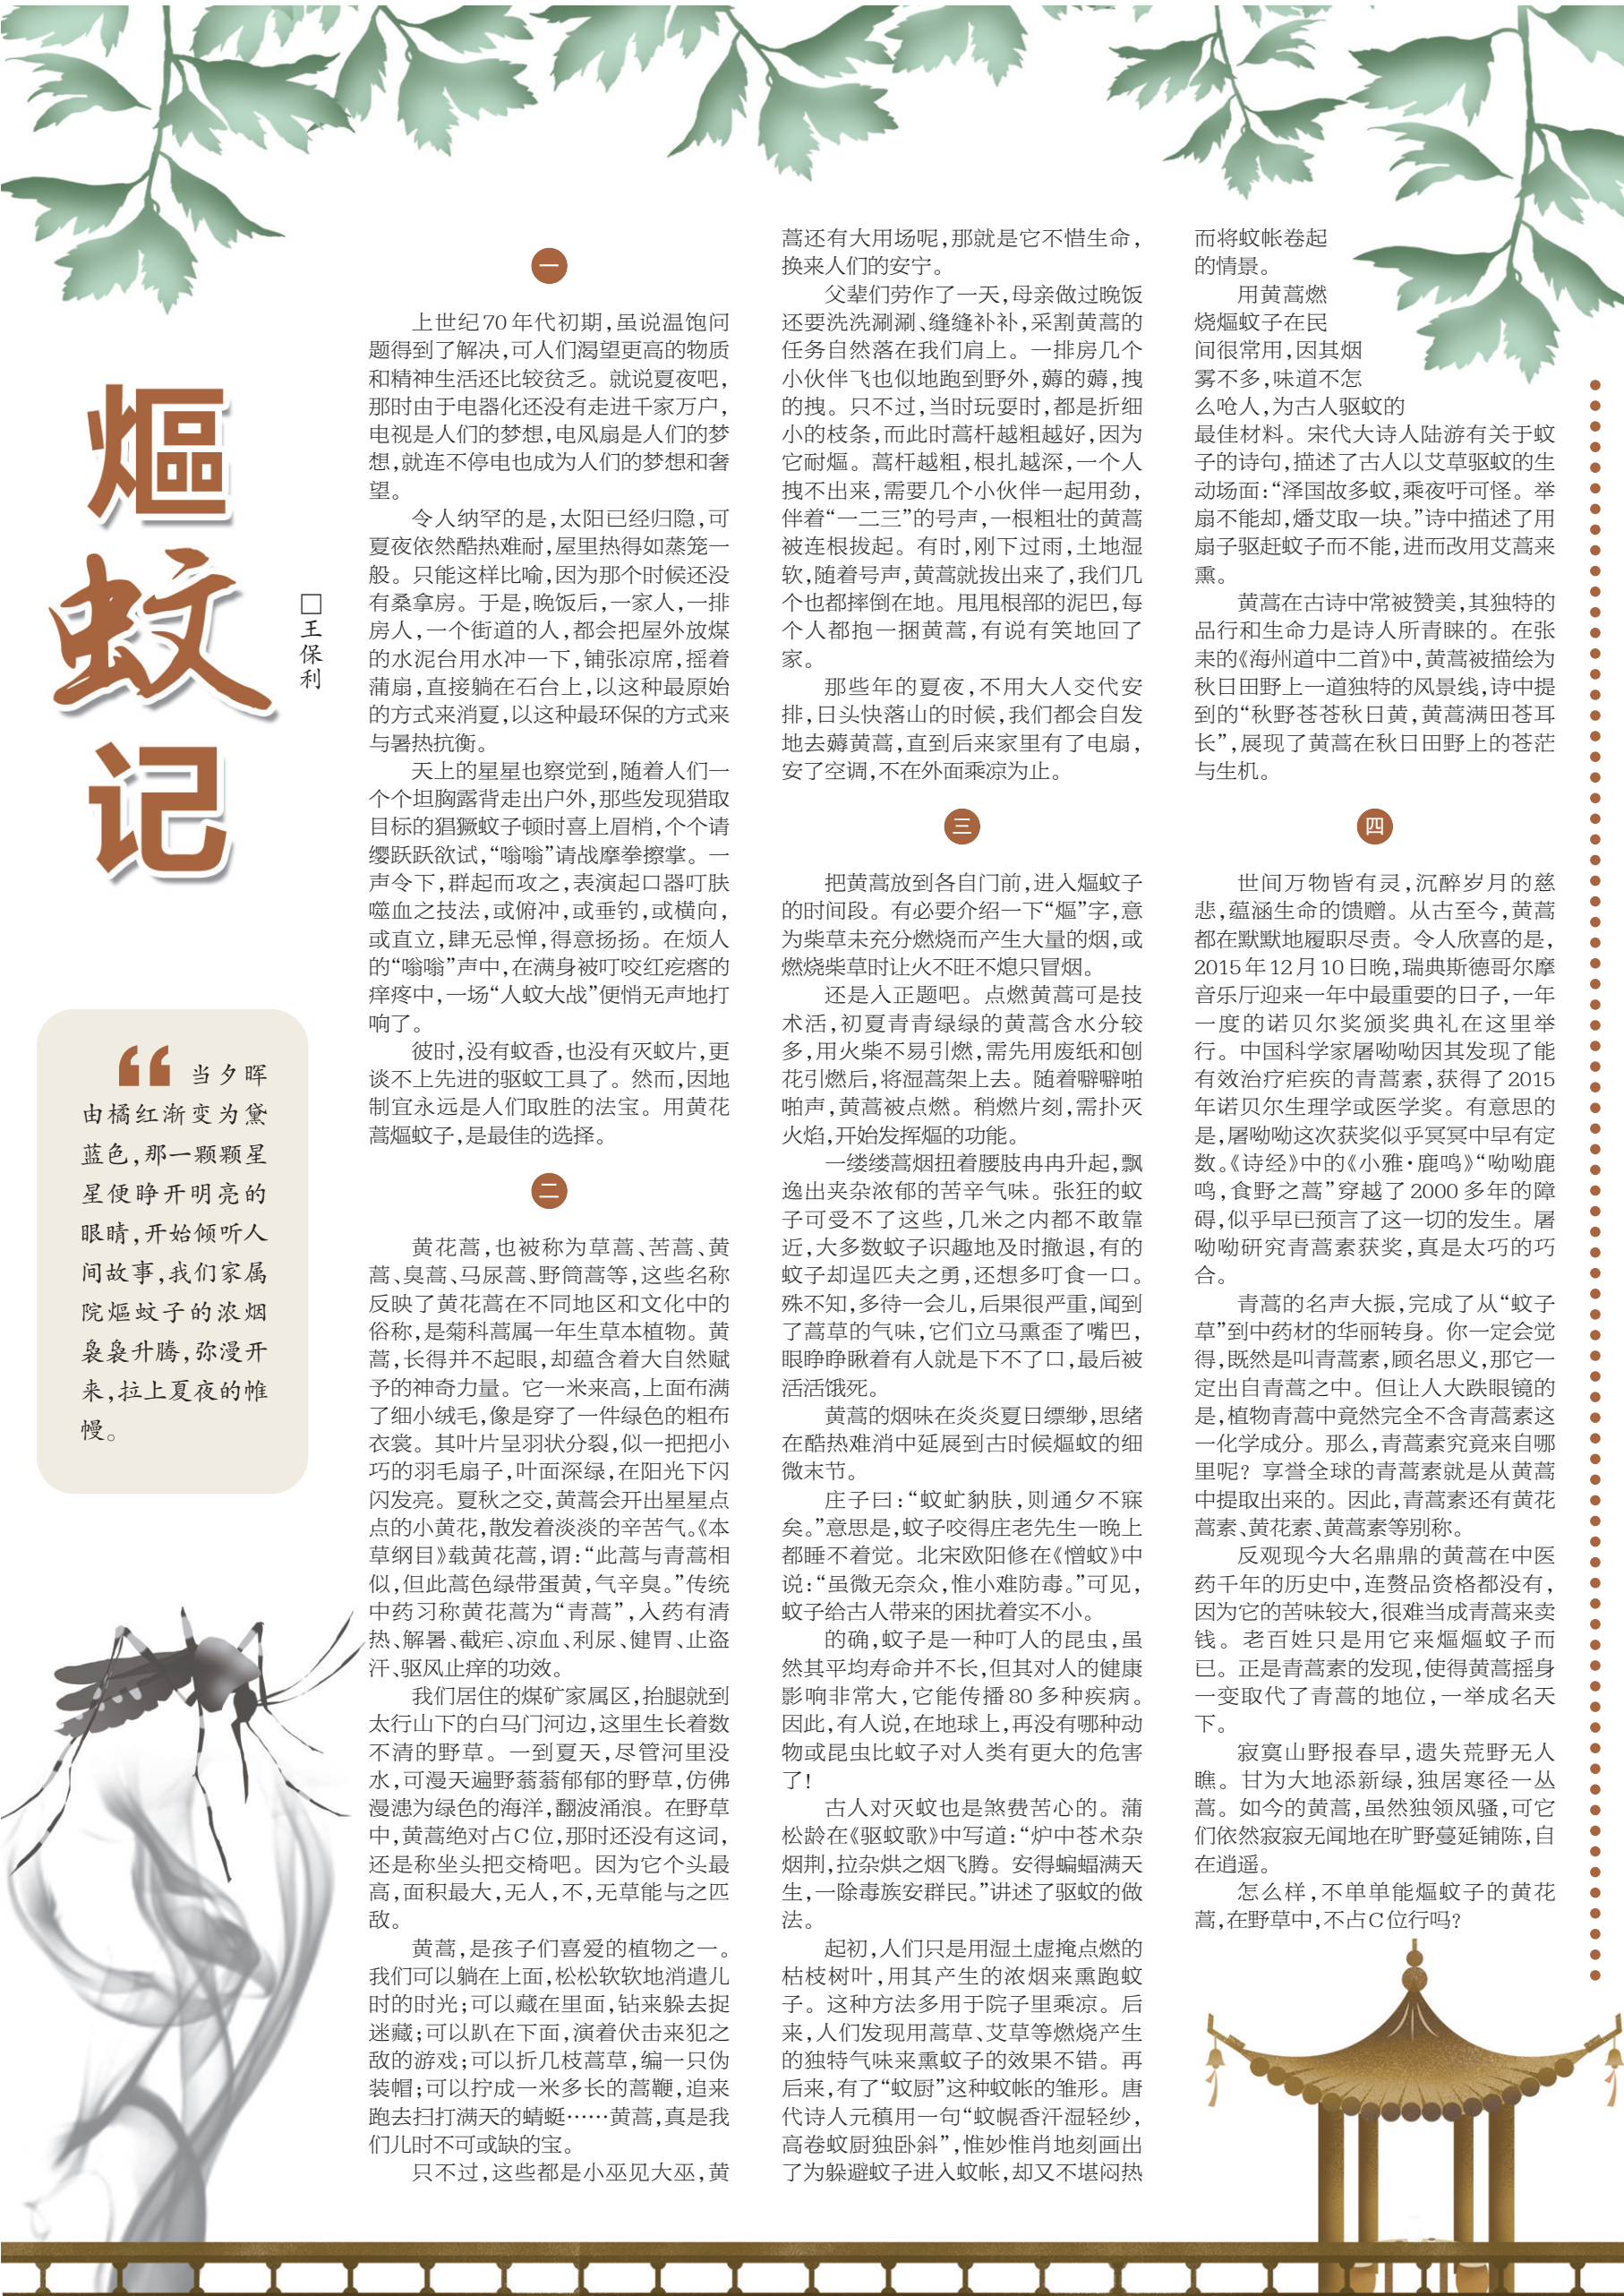 熰
蚊
记
□王保利
“当夕晖
由橘红渐变为黛
蓝色,那一颗颗星
星便睁开明亮的
眼睛,开始倾听人
间故事,我们家属
院熰蚊子的浓烟
袅袅升腾,弥漫开
来,拉上夏夜的帷
幔。
一
上世纪70年代初期,虽说温饱问
题得到了解决,可人们渴望更高的物质
和精神生活还比较贫乏。就说夏夜吧,
那时由于电器化还没有走进千家万户,
电视是人们的梦想,电风扇是人们的梦
想,就连不停电也成为人们的梦想和奢
望。
令人纳罕的是,太阳已经归隐,可
夏夜依然酷热难耐,屋里热得如蒸笼一
般。只能这样比喻,因为那个时候还没
有桑拿房。于是,晚饭后,一家人,一排
房人,一个街道的人,都会把屋外放煤
的水泥台用水冲一下,铺张凉席,摇着
蒲扇,直接躺在石台上,以这种最原始
的方式来消夏,以这种最环保的方式来
与暑热抗衡。
天上的星星也察觉到,随着人们一
个个坦胸露背走出户外,那些发现猎取
目标的猖獗蚊子顿时喜上眉梢,个个请
缨跃跃欲试,“嗡嗡”请战摩拳擦掌。一
声令下,群起而攻之,表演起口器叮肤
噬血之技法,或俯冲,或垂钓,或横向,
或直立,肆无忌惮,得意扬扬。在烦人
的“嗡嗡”声中,在满身被叮咬红疙瘩的
痒疼中,一场“人蚊大战”便悄无声地打
响了。
彼时,没有蚊香,也没有灭蚊片,更
谈不上先进的驱蚊工具了。然而,因地
制宜永远是人们取胜的法宝。用黄花
蒿熰蚊子,是最佳的选择。
二
黄花蒿,也被称为草蒿、苦蒿、黄
蒿、臭蒿、马尿蒿、野筒蒿等,这些名称
反映了黄花蒿在不同地区和文化中的
俗称,是菊科蒿属一年生草本植物。黄
蒿,长得并不起眼,却蕴含着大自然赋
予的神奇力量。它一米来高,上面布满
了细小绒毛,像是穿了一件绿色的粗布
衣裳。其叶片呈羽状分裂,似一把把小
巧的羽毛扇子,叶面深绿,在阳光下闪
闪发亮。夏秋之交,黄蒿会开出星星点
点的小黄花,散发着淡淡的辛苦气。《本
草纲目》载黄花蒿,谓:“此蒿与青蒿相
似,但此蒿色绿带蛋黄,气辛臭。”传统
中药习称黄花蒿为“青蒿”,入药有清
热、解暑、截疟、凉血、利尿、健胃、止盗
汗、驱风止痒的功效。
我们居住的煤矿家属区,抬腿就到
太行山下的白马门河边,这里生长着数
不清的野草。一到夏天,尽管河里没
水,可漫天遍野蓊蓊郁郁的野草,仿佛
漫漶为绿色的海洋,翻波涌浪。在野草
中,黄蒿绝对占C位,那时还没有这词,
还是称坐头把交椅吧。因为它个头最
高,面积最大,无人,不,无草能与之匹
敌。
黄蒿,是孩子们喜爱的植物之一。
我们可以躺在上面,松松软软地消遣儿
时的时光;可以藏在里面,钻来躲去捉
迷藏;可以趴在下面,演着伏击来犯之
敌的游戏;可以折几枝蒿草,编一只伪
装帽;可以拧成一米多长的蒿鞭,追来
跑去扫打满天的蜻蜓……黄蒿,真是我
们儿时不可或缺的宝。
只不过,这些都是小巫见大巫,黄
蒿还有大用场呢,那就是它不惜生命,
换来人们的安宁。
父辈们劳作了一天,母亲做过晚饭
还要洗洗涮涮、缝缝补补,采割黄蒿的
任务自然落在我们肩上。一排房几个
小伙伴飞也似地跑到野外,薅的薅,拽
的拽。只不过,当时玩耍时,都是折细
小的枝条,而此时蒿杆越粗越好,因为
它耐熰。蒿杆越粗,根扎越深,一个人
拽不出来,需要几个小伙伴一起用劲,
伴着“一二三”的号声,一根粗壮的黄蒿
被连根拔起。有时,刚下过雨,土地湿
软,随着号声,黄蒿就拔出来了,我们几
个也都摔倒在地。甩甩根部的泥巴,每
个人都抱一捆黄蒿,有说有笑地回了
家。
那些年的夏夜,不用大人交代安
排,日头快落山的时候,我们都会自发
地去薅黄蒿,直到后来家里有了电扇,
安了空调,不在外面乘凉为止。
三
把黄蒿放到各自门前,进入熰蚊子
的时间段。有必要介绍一下“熰”字,意
为柴草未充分燃烧而产生大量的烟,或
燃烧柴草时让火不旺不熄只冒烟。
还是入正题吧。点燃黄蒿可是技
术活,初夏青青绿绿的黄蒿含水分较
多,用火柴不易引燃,需先用废纸和刨
花引燃后,将湿蒿架上去。随着噼噼啪
啪声,黄蒿被点燃。稍燃片刻,需扑灭
火焰,开始发挥熰的功能。
一缕缕蒿烟扭着腰肢冉冉升起,飘
逸出夹杂浓郁的苦辛气味。张狂的蚊
子可受不了这些,几米之内都不敢靠
近,大多数蚊子识趣地及时撤退,有的
蚊子却逞匹夫之勇,还想多叮食一口。
殊不知,多待一会儿,后果很严重,闻到
了蒿草的气味,它们立马熏歪了嘴巴,
眼睁睁瞅着有人就是下不了口,最后被
活活饿死。
黄蒿的烟味在炎炎夏日缥缈,思绪
在酷热难消中延展到古时候熰蚊的细
微末节。
庄子曰:“蚊虻䏡肤,则通夕不寐
矣。”意思是,蚊子咬得庄老先生一晚上
都睡不着觉。北宋欧阳修在《憎蚊》中
说:“虽微无奈众,惟小难防毒。”可见,
蚊子给古人带来的困扰着实不小。
的确,蚊子是一种叮人的昆虫,虽
然其平均寿命并不长,但其对人的健康
影响非常大,它能传播80多种疾病。
因此,有人说,在地球上,再没有哪种动
物或昆虫比蚊子对人类有更大的危害
了!
古人对灭蚊也是煞费苦心的。蒲
松龄在《驱蚊歌》中写道:“炉中苍术杂
烟荆,拉杂烘之烟飞腾。安得蝙蝠满天
生,一除毒族安群民。”讲述了驱蚊的做
法。
起初,人们只是用湿土虚掩点燃的
枯枝树叶,用其产生的浓烟来熏跑蚊
子。这种方法多用于院子里乘凉。后
来,人们发现用蒿草、艾草等燃烧产生
的独特气味来熏蚊子的效果不错。再
后来,有了“蚊厨”这种蚊帐的雏形。唐
代诗人元稹用一句“蚊幌香汗湿轻纱,
高卷蚊厨独卧斜”,惟妙惟肖地刻画出
了为躲避蚊子进入蚊帐,却又不堪闷热
而将蚊帐卷起
的情景。
用黄蒿燃
烧熰蚊子在民
间很常用,因其烟
雾不多,味道不怎
么呛人,为古人驱蚊的
最佳材料。宋代大诗人陆游有关于蚊
子的诗句,描述了古人以艾草驱蚊的生
动场面:“泽国故多蚊,乘夜吁可怪。举
扇不能却,燔艾取一块。”诗中描述了用
扇子驱赶蚊子而不能,进而改用艾蒿来
熏。
黄蒿在古诗中常被赞美,其独特的
品行和生命力是诗人所青睐的。在张
耒的《海州道中二首》中,黄蒿被描绘为
秋日田野上一道独特的风景线,诗中提
到的“秋野苍苍秋日黄,黄蒿满田苍耳
长”,展现了黄蒿在秋日田野上的苍茫
与生机。
四
世间万物皆有灵,沉醉岁月的慈
悲,蕴涵生命的馈赠。从古至今,黄蒿
都在默默地履职尽责。令人欣喜的是,
2015年12月10日晚,瑞典斯德哥尔摩
音乐厅迎来一年中最重要的日子,一年
一度的诺贝尔奖颁奖典礼在这里举
行。中国科学家屠呦呦因其发现了能
有效治疗疟疾的青蒿素,获得了2015
年诺贝尔生理学或医学奖。有意思的
是,屠呦呦这次获奖似乎冥冥中早有定
数。《诗经》中的《小雅·鹿鸣》“呦呦鹿
鸣,食野之蒿”穿越了2000多年的障
碍,似乎早已预言了这一切的发生。屠
呦呦研究青蒿素获奖,真是太巧的巧
合。
青蒿的名声大振,完成了从“蚊子
草”到中药材的华丽转身。你一定会觉
得,既然是叫青蒿素,顾名思义,那它一
定出自青蒿之中。但让人大跌眼镜的
是,植物青蒿中竟然完全不含青蒿素这
一化学成分。那么,青蒿素究竟来自哪
里呢?享誉全球的青蒿素就是从黄蒿
中提取出来的。因此,青蒿素还有黄花
蒿素、黄花素、黄蒿素等别称。
反观现今大名鼎鼎的黄蒿在中医
药千年的历史中,连赘品资格都没有,
因为它的苦味较大,很难当成青蒿来卖
钱。老百姓只是用它来熰熰蚊子而
已。正是青蒿素的发现,使得黄蒿摇身
一变取代了青蒿的地位,一举成名天
下。
寂寞山野报春早,遗失荒野无人
瞧。甘为大地添新绿,独居寒径一丛
蒿。如今的黄蒿,虽然独领风骚,可它
们依然寂寂无闻地在旷野蔓延铺陈,自
在逍遥。
怎么样,不单单能熰蚊子的黄花
蒿,在野草中,不占C位行吗?